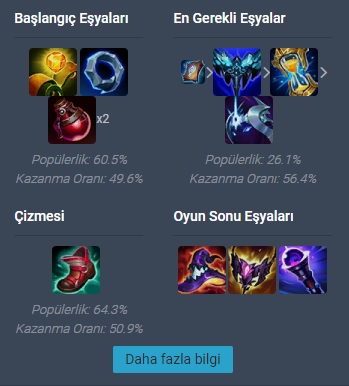 Başlangıç Eşyaları
x2
Popülerlik: 60.5%
Kazanma Oranı: 49.6%
En Gerekli Eşyalar
Popülerlik: 26.1%
Kazanma Oranı: 56.4%
Çizmesi
Popülerlik: 64.3%
Kazanma Oranı: 50.9%
Oyun Sonu Eşyaları
Daha fazla bilgi